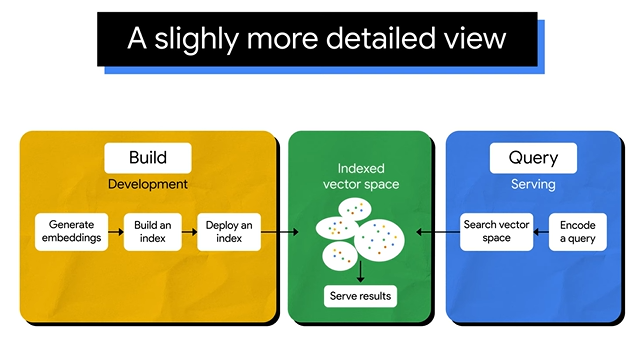 A slighly more detailed view
Build
Development
Generate
embeddings
Build an
index
Deploy an
index
Indexed
vector space
Serve results
Query
Serving
Search vector
space
Encode
a query